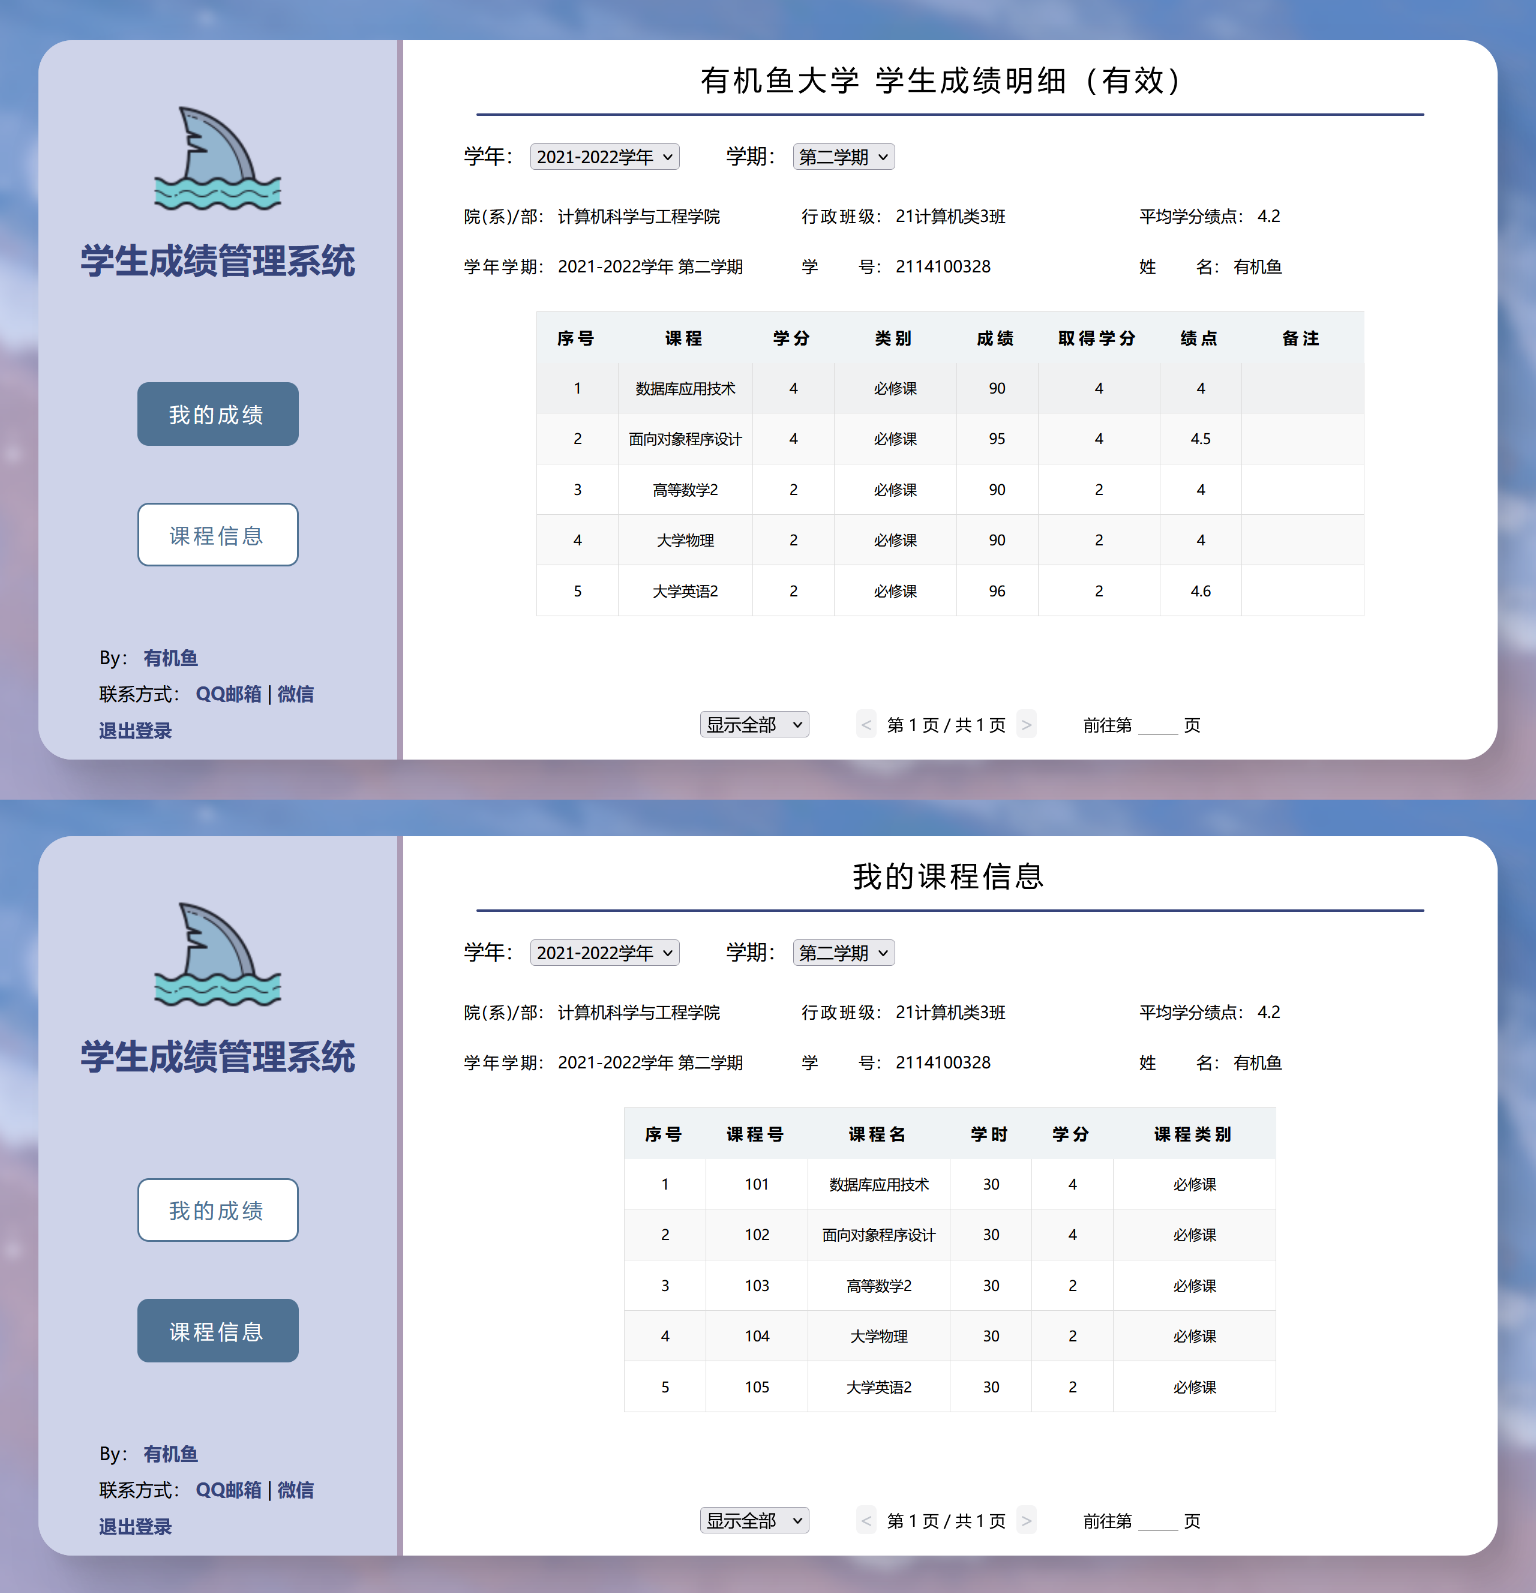 学生成绩管理系统
我的成绩
课程信息
By： 有机鱼
联系方式： QQ邮箱 | 微信
退出登录
有机鱼大学 学生成绩明细（有效）
学年： 2021-2022学年 学期： 第二学期
院(系)/部： 计算机科学与工程学院 行政班级： 21计算机类3班 平均学分绩点： 4.2
学年学期： 2021-2022学年 第二学期 学 号： 2114100328 姓 名： 有机鱼
序号 课程 学分 类别 成绩 取得学分 绩点 备注
1 数据库应用技术 4 必修课 90 4 4
2 面向对象程序设计 4 必修课 95 4 4.5
3 高等数学2 2 必修课 90 2 4
4 大学物理 2 必修课 90 2 4
5 大学英语2 2 必修课 96 2 4.6
显示全部 < 第 1 页 / 共 1 页 > 前往第 页
学生成绩管理系统
我的成绩
课程信息
By： 有机鱼
联系方式： QQ邮箱 | 微信
退出登录
我的课程信息
学年： 2021-2022学年 学期： 第二学期
院(系)/部： 计算机科学与工程学院 行政班级： 21计算机类3班 平均学分绩点： 4.2
学年学期： 2021-2022学年 第二学期 学 号： 2114100328 姓 名： 有机鱼
序号 课程号 课程名 学时 学分 课程类别
1 101 数据库应用技术 30 4 必修课
2 102 面向对象程序设计 30 4 必修课
3 103 高等数学2 30 2 必修课
4 104 大学物理 30 2 必修课
5 105 大学英语2 30 2 必修课
显示全部 < 第 1 页 / 共 1 页 > 前往第 页